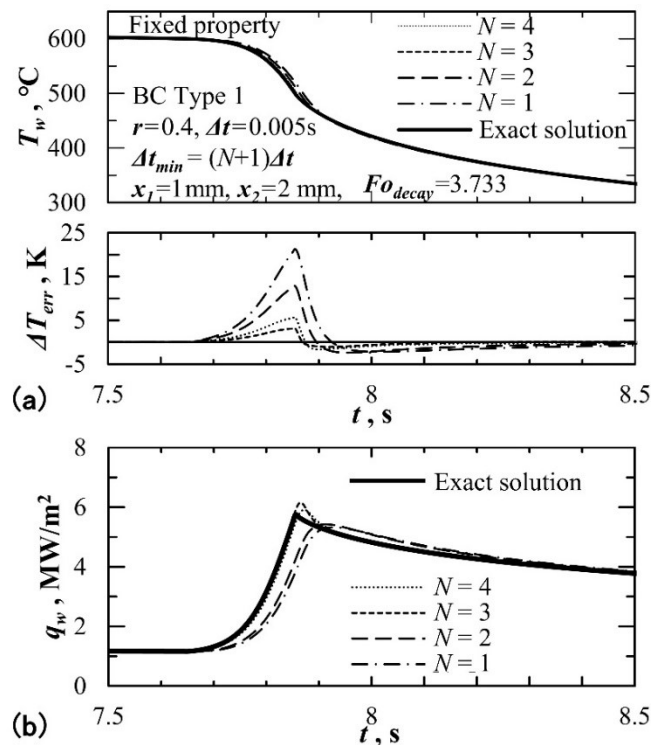 Fixed property
N = 4
N = 3
N = 2
N = 1
Exact solution
BC Type 1
r=0.4, Δt=0.005s
Δt_min = (N+1)Δt
x_1=1mm, x_2=2 mm, Fo_decay=3.733
600
500
400
300
T_w, °C
25
15
5
-5
ΔT_err, K
7.5
8
8.5
(a)
t, s
8
6
4
2
0
q_w, MW/m²
Exact solution
N = 4
N = 3
N = 2
N = 1
7.5
8
8.5
(b)
t, s